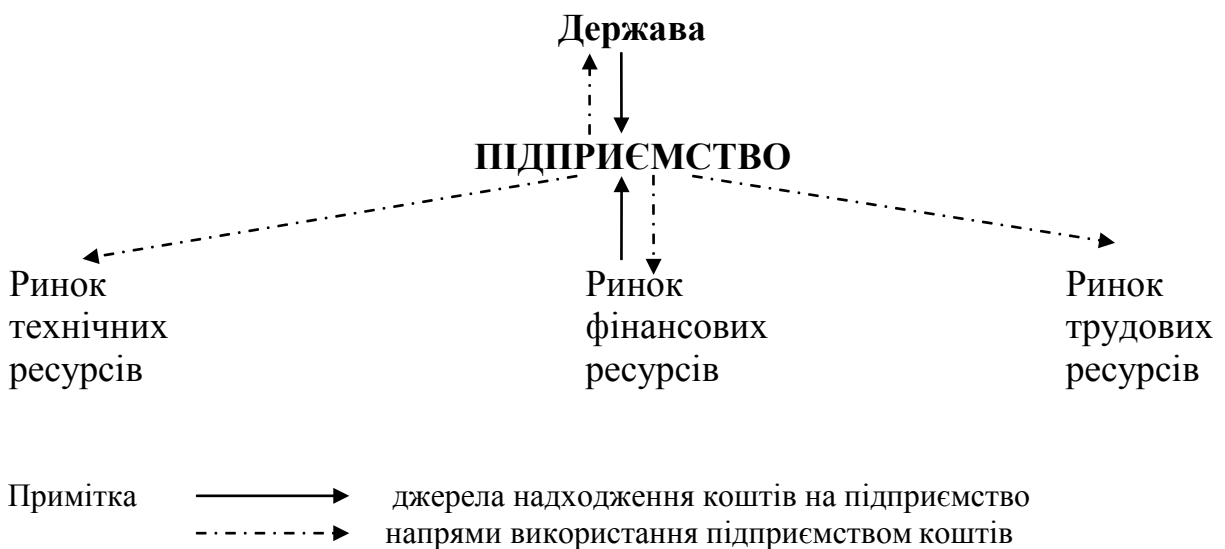 Держава
ПІДПРИЄМСТВО
Ринок
технічних
ресурсів
Ринок
фінансових
ресурсів
Ринок
трудових
ресурсів
Примітка джерела надходження коштів на підприємство
напрями використання підприємством коштів